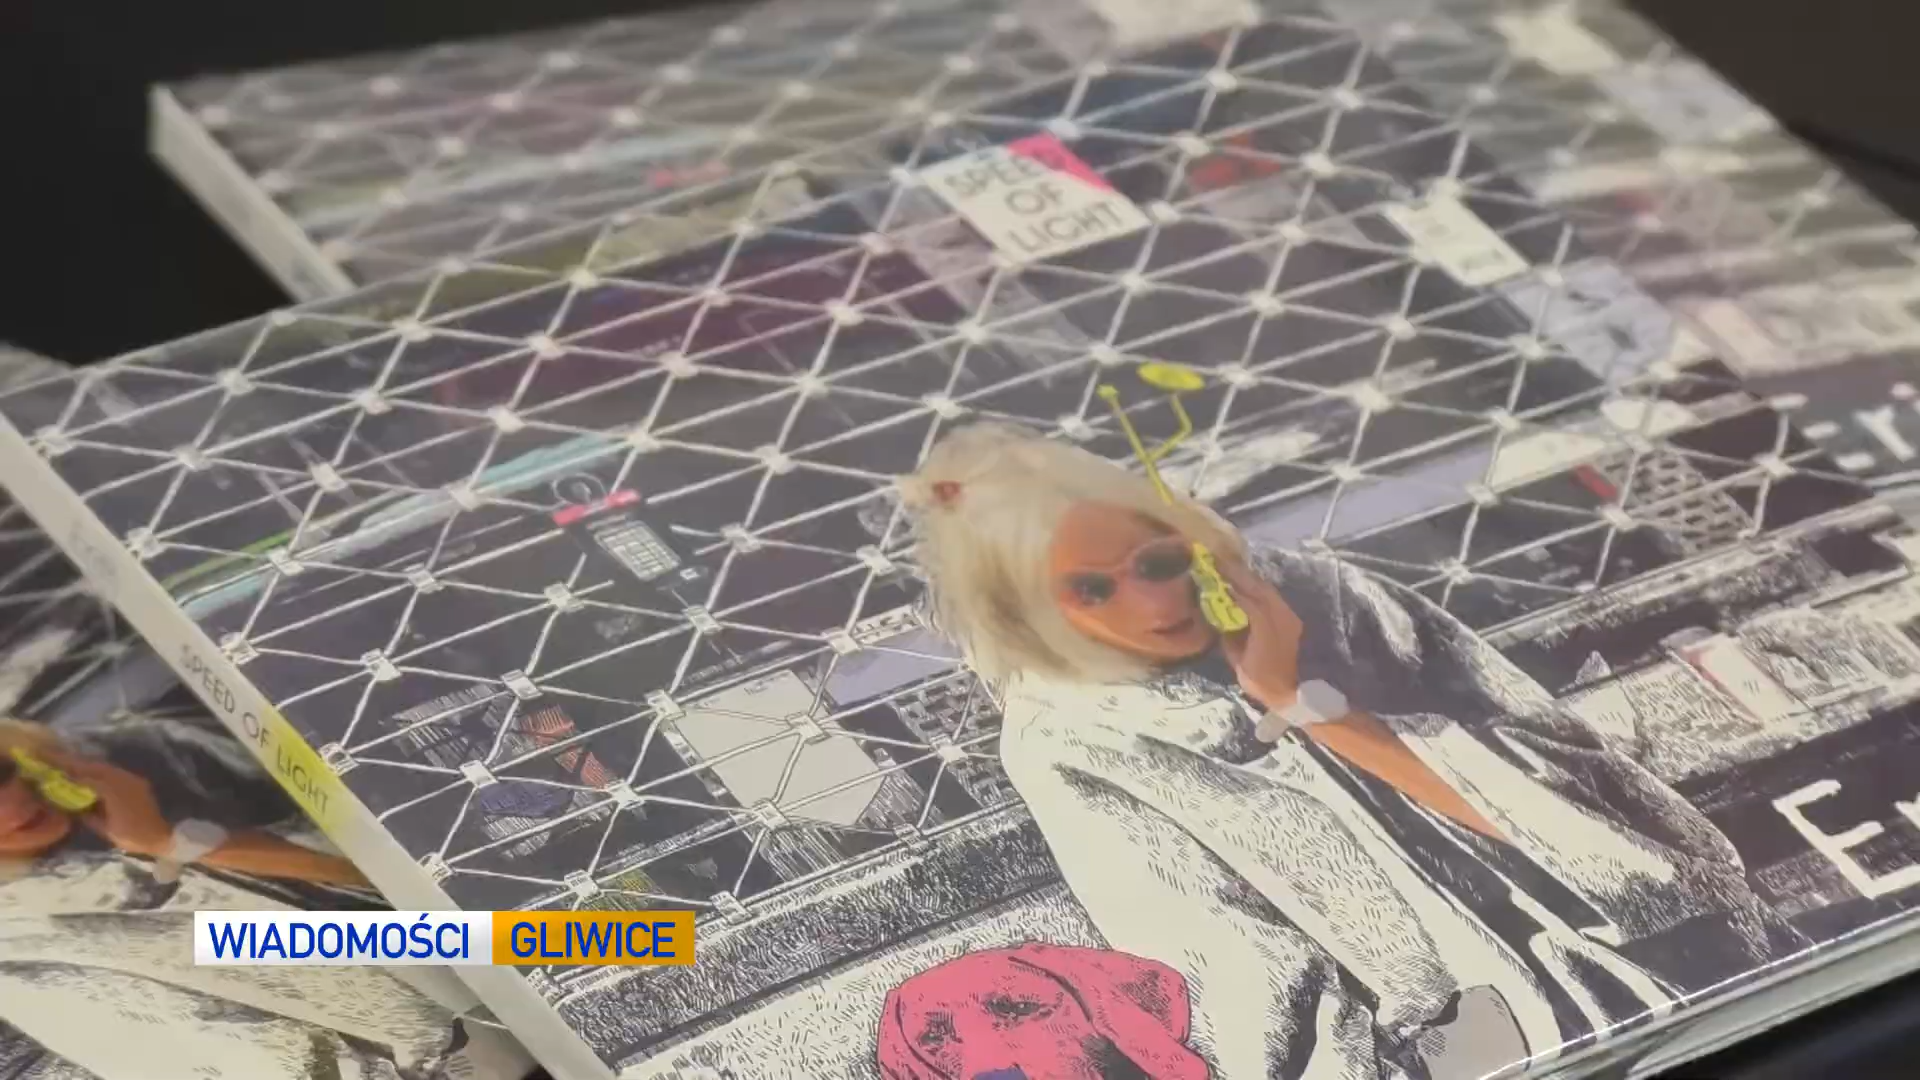 SPEED
OF
LIGHT
SPEED OF LIGHT
WIADOMOŚCI GLIWICE